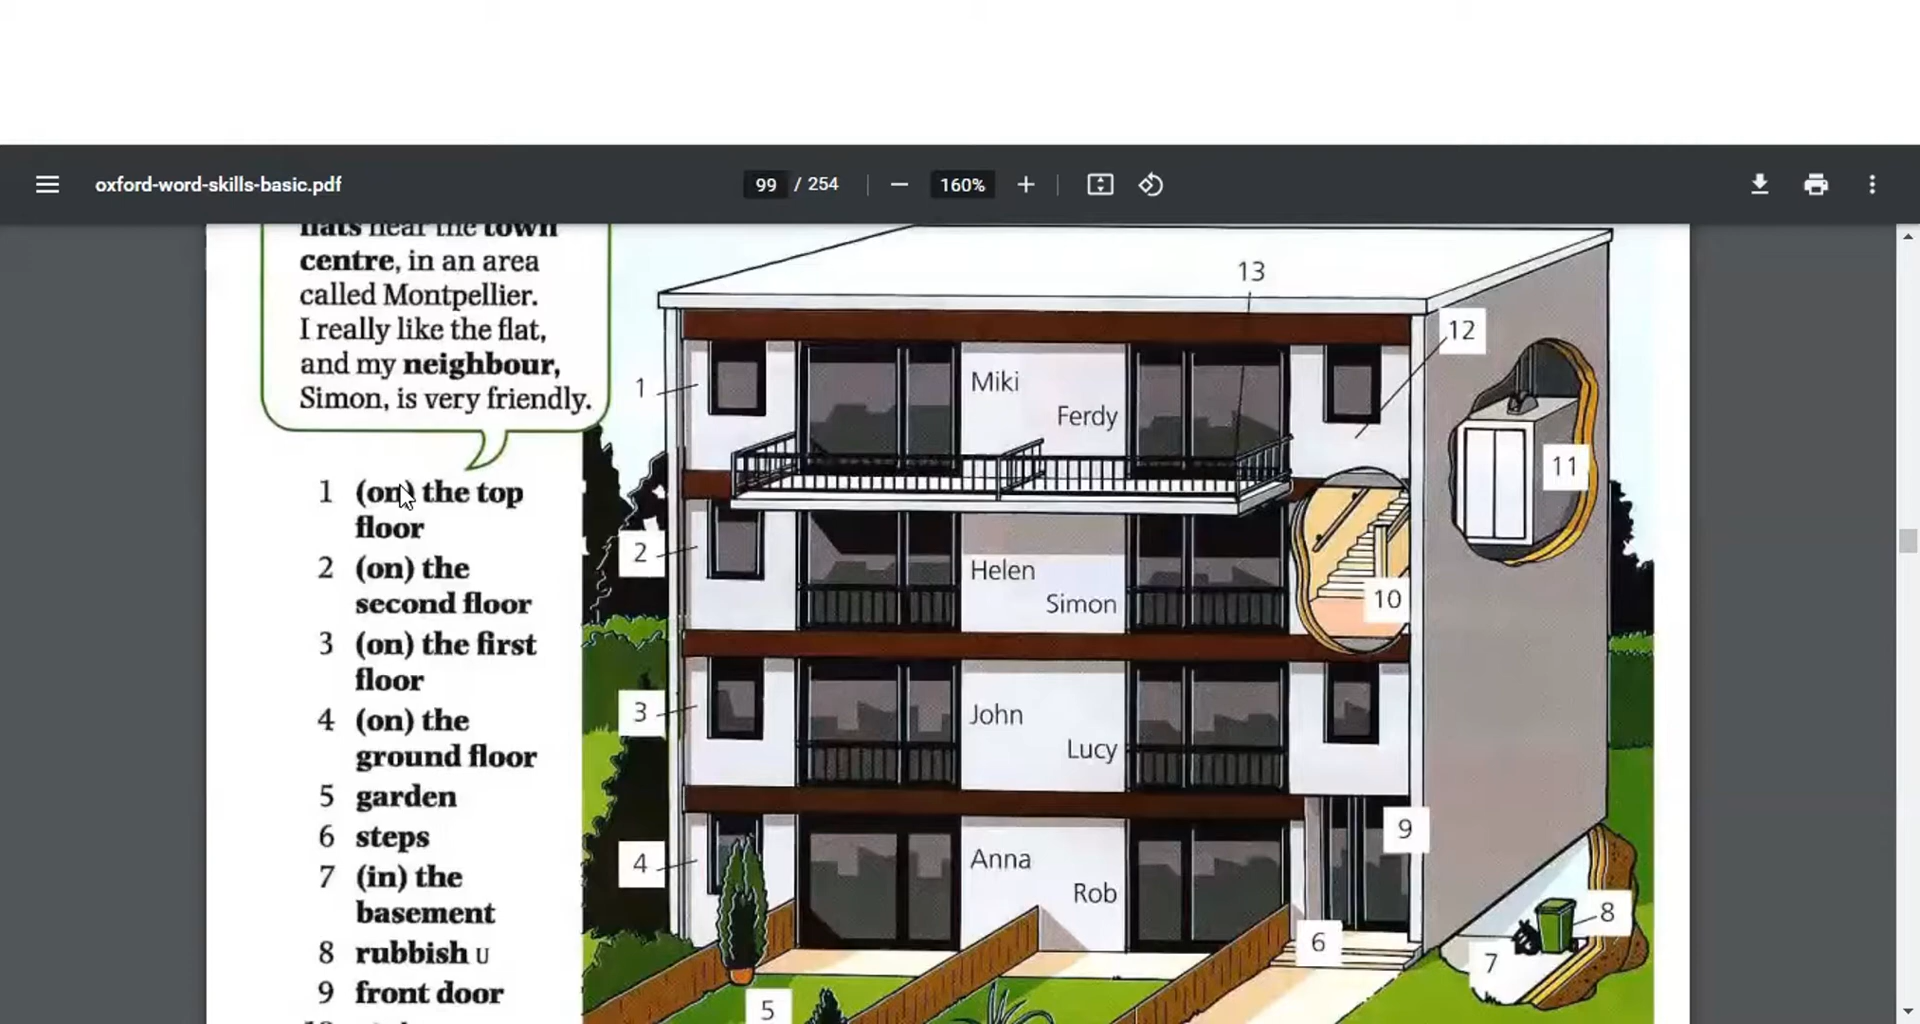 oxford-word-skills-basic.pdf
99 / 254
160%
flats near the town
centre, in an area
called Montpellier.
I really like the flat,
and my neighbour,
Simon, is very friendly.
1 (on) the top
floor
2 (on) the
second floor
3 (on) the first
floor
4 (on) the
ground floor
5 garden
6 steps
7 (in) the
basement
8 rubbish U
9 front door
13
12
1
Miki
Ferdy
11
2
Helen
Simon
10
3
John
Lucy
9
4
Anna
Rob
8
6
7
5